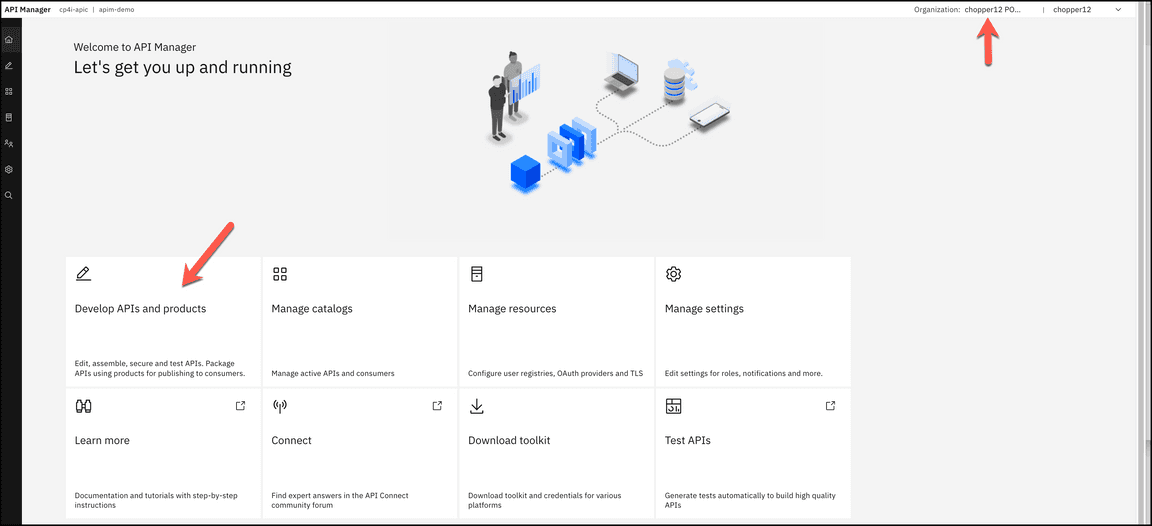 API Manager cp4i-apic | apim-demo Organization: chopper12 PO... | chopper12
Welcome to API Manager
Let's get you up and running
Develop APIs and products
Edit, assemble, secure and test APIs. Package
APIs using products for publishing to consumers.
Manage catalogs
Manage active APIs and consumers
Manage resources
Configure user registries, OAuth providers and TLS
Manage settings
Edit settings for roles, notifications and more.
Learn more
Documentation and tutorials with step-by-step
instructions
Connect
Find expert answers in the API Connect
community forum
Download toolkit
Download toolkit and credentials for various
platforms
Test APIs
Generate tests automatically to build high quality
APIs